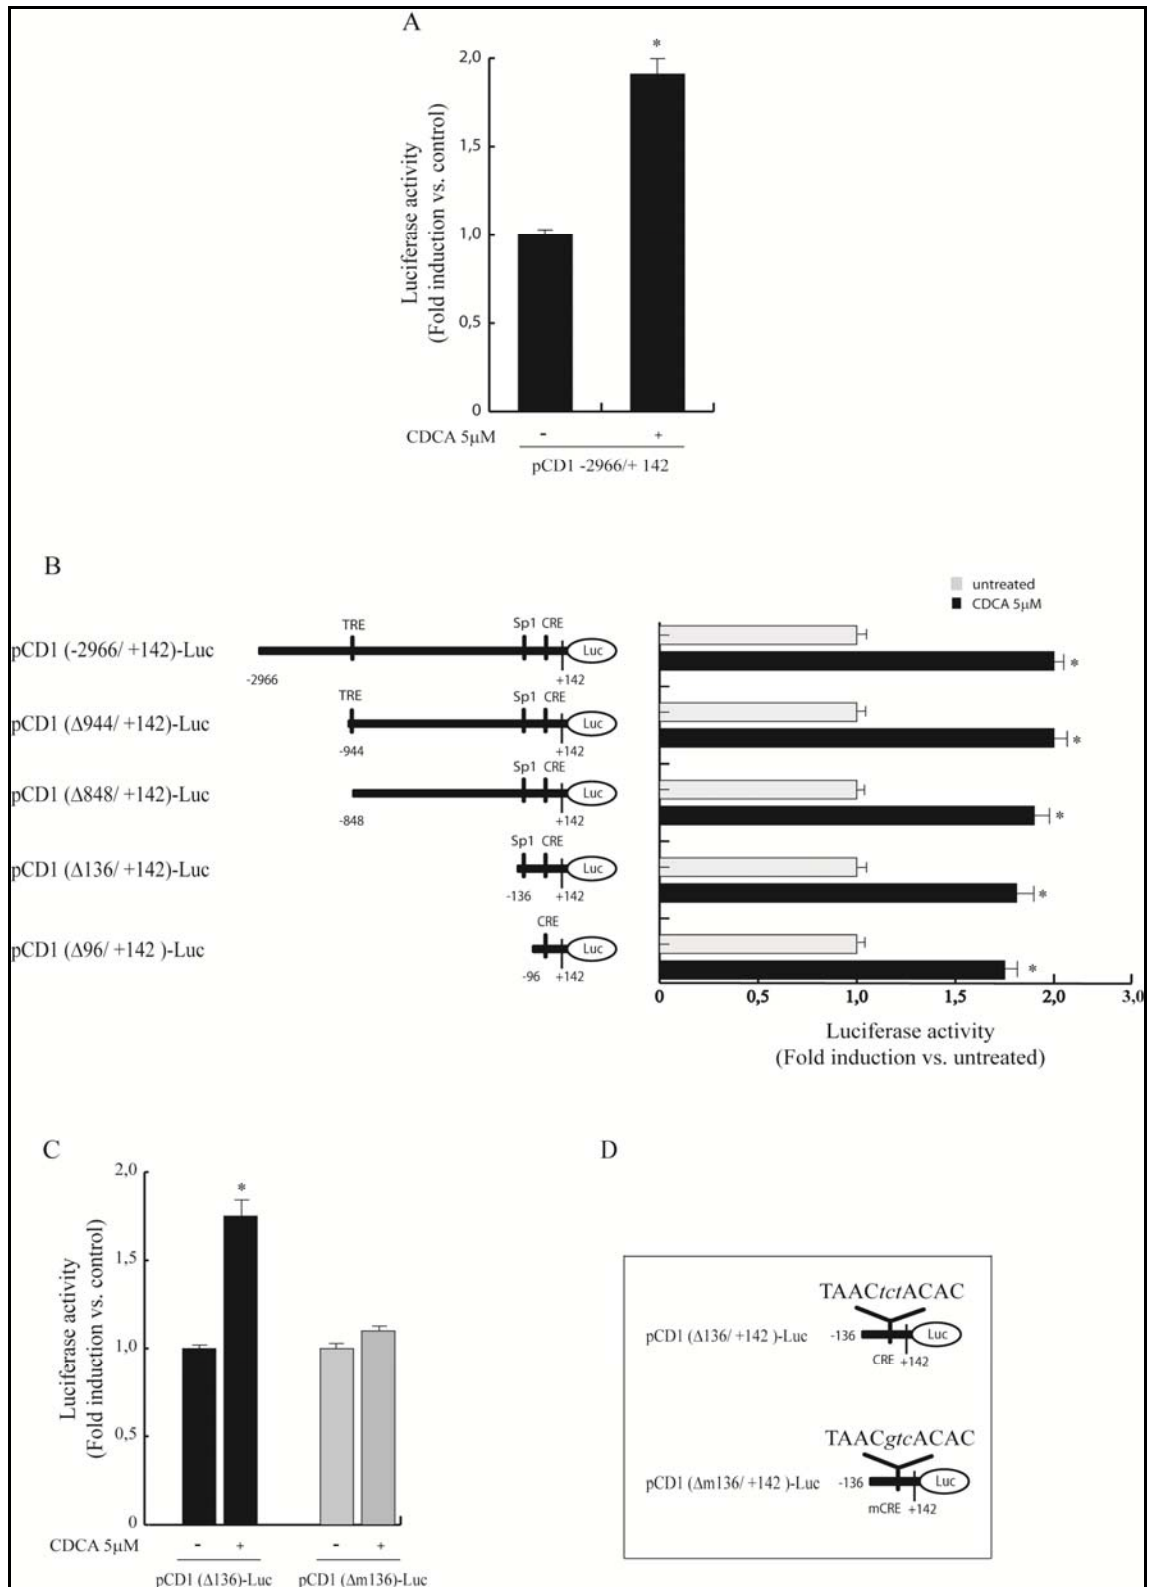 A
*
2,0
1,5
1,0
0,5
0
Luciferase activity
(Fold induction vs. control)
CDCA 5µM - +
pCD1 -2966/+ 142
B
untreated
CDCA 5µM
TRE Sp1 CRE
pCD1 (-2966/ +142)-Luc Luc *
-2966 +142
TRE Sp1 CRE
pCD1 (Δ944/ +142)-Luc Luc *
-944 +142
Sp1 CRE
pCD1 (Δ848/ +142)-Luc Luc *
-848 +142
Sp1 CRE
pCD1 (Δ136/ +142)-Luc Luc *
-136 +142
CRE
pCD1 (Δ96/ +142 )-Luc Luc *
-96 +142
0 0,5 1,0 1,5 2,0 3,0
Luciferase activity
(Fold induction vs. untreated)
C
*
2,0
1,5
1,0
0,5
0
Luciferase activity
(Fold induction vs. control)
CDCA 5µM - + - +
pCD1 (Δ136)-Luc pCD1 (Δm136)-Luc
D
TAACtctACAC
pCD1 (Δ136/ +142 )-Luc -136 Luc
CRE +142
TAACgtcACAC
pCD1 (Δm136/ +142 )-Luc -136 Luc
mCRE +142